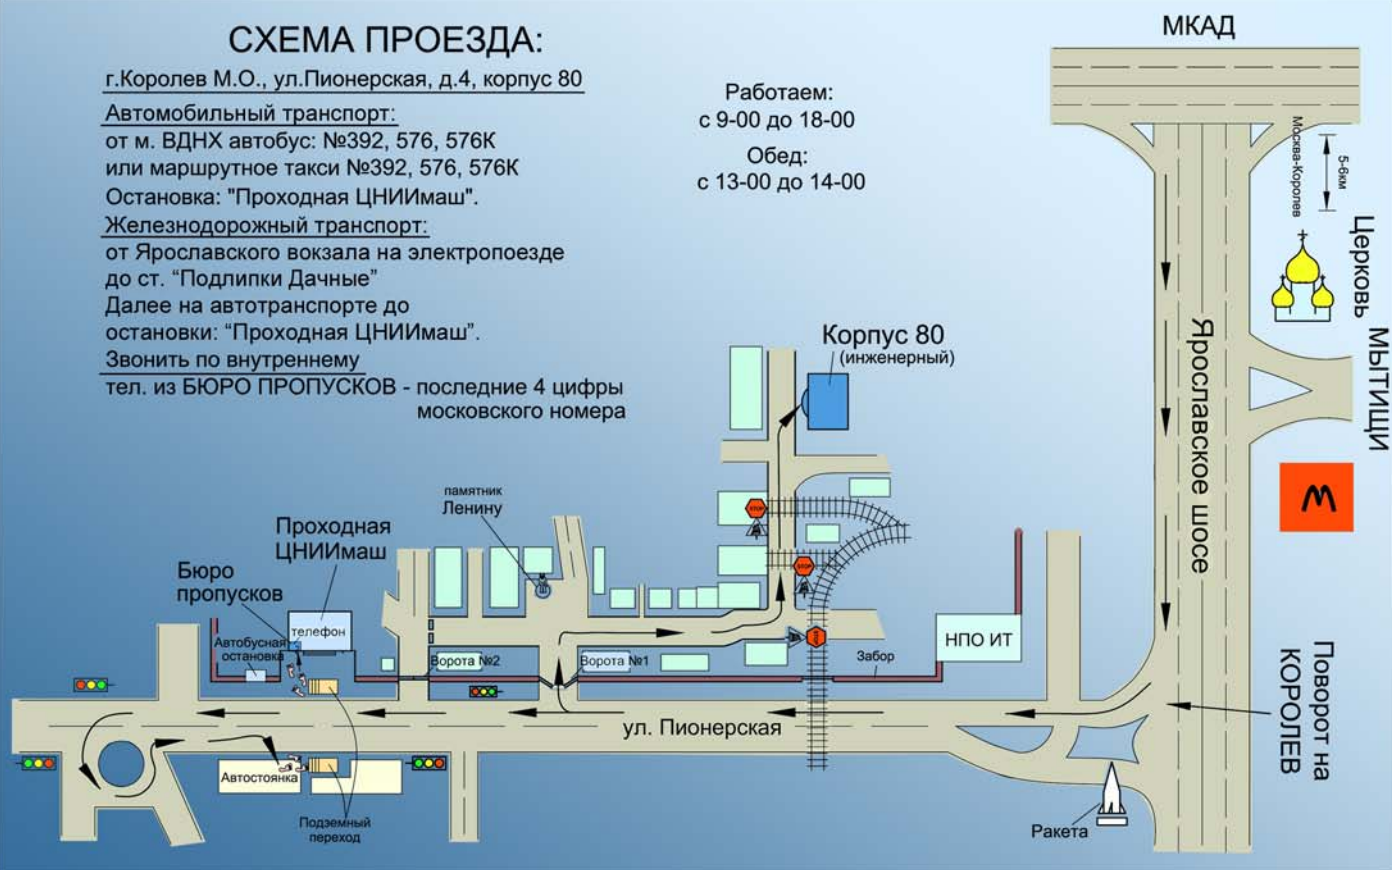 СХЕМА ПРОЕЗДА:
г.Королев М.О., ул.Пионерская, д.4, корпус 80
Автомобильный транспорт:
от м. ВДНХ автобус: №392, 576, 576К
или маршрутное такси №392, 576, 576К
Остановка: "Проходная ЦНИИмаш".
Железнодорожный транспорт:
от Ярославского вокзала на электропоезде
до ст. “Подлипки Дачные”
Далее на автотранспорте до
остановки: “Проходная ЦНИИмаш”.
Звонить по внутреннему
тел. из БЮРО ПРОПУСКОВ - последние 4 цифры
московского номера
Работаем:
с 9-00 до 18-00
Обед:
с 13-00 до 14-00
МКАД
Москва-Королев
5-6км
Церковь
МЫТИЩИ
Ярославское шосе
Корпус 80
(инженерный)
памятник
Ленину
Проходная
ЦНИИмаш
Бюро
пропусков
телефон
Автобусная
остановка
Ворота №2
Ворота №1
Забор
НПО ИТ
STOP
STOP
STOP
ул. Пионерская
Поворот на
КОРОЛЕВ
Автостоянка
Подземный
переход
Ракета